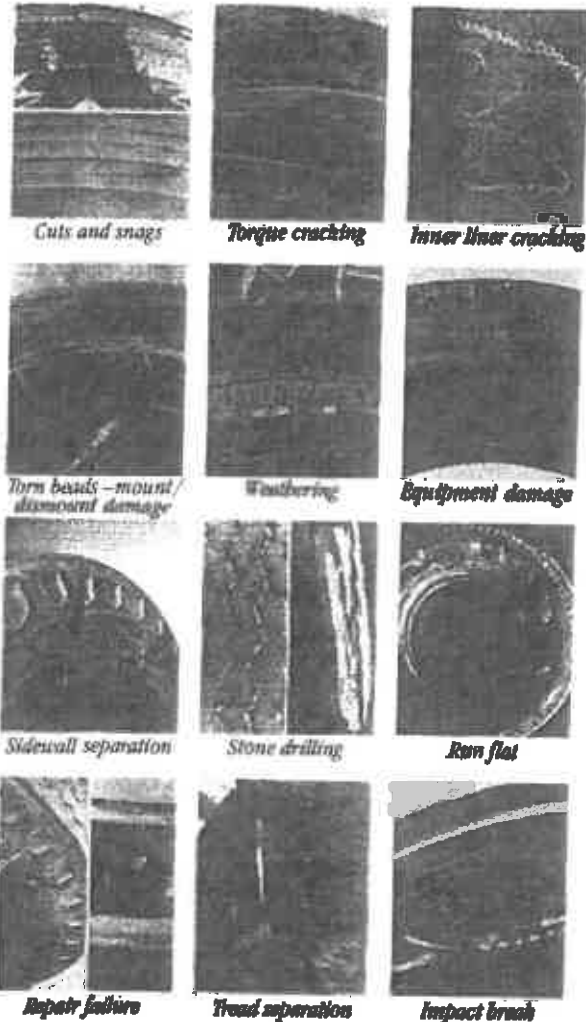 Cuts and snags
Torque cracking
Inner liner cracking
Torn beads – mount/
dismount damage
Weathering
Equipment damage
Sidewall separation
Stone drilling
Run flat
Repair failure
Tread separation
Impact break